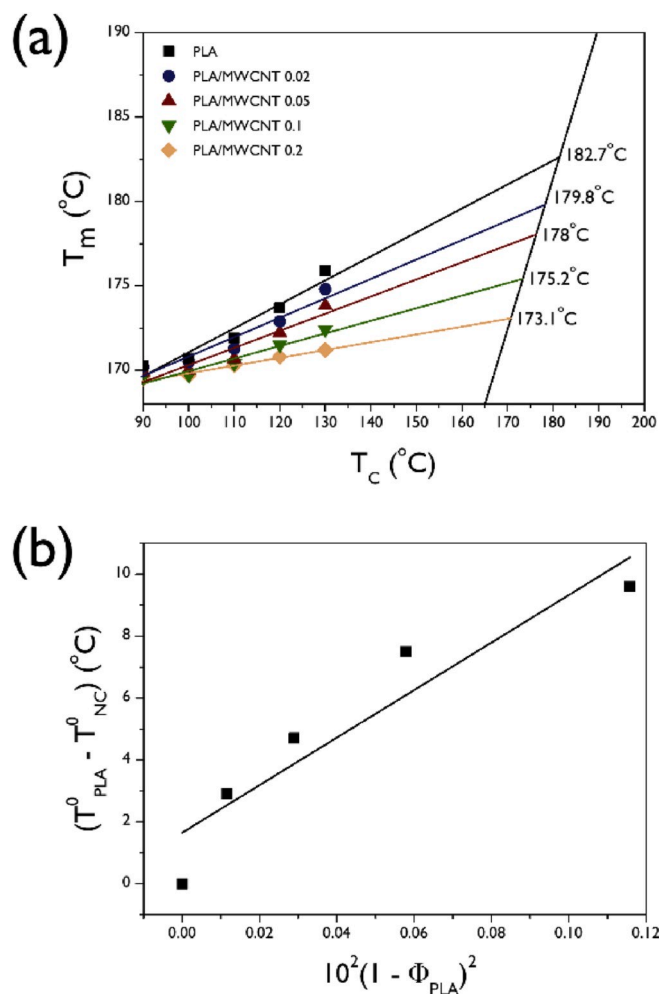 (a)
190
185
180
175
170
Tm (°C)
PLA
PLA/MWCNT 0.02
PLA/MWCNT 0.05
PLA/MWCNT 0.1
PLA/MWCNT 0.2
182.7°C
179.8°C
178°C
175.2°C
173.1°C
90 100 110 120 130 140 150 160 170 180 190 200
TC (°C)
(b)
10
8
6
4
2
0
(T⁰PLA - T⁰NC) (°C)
0.00 0.02 0.04 0.06 0.08 0.10 0.12
10²(1 - ΦPLA)²